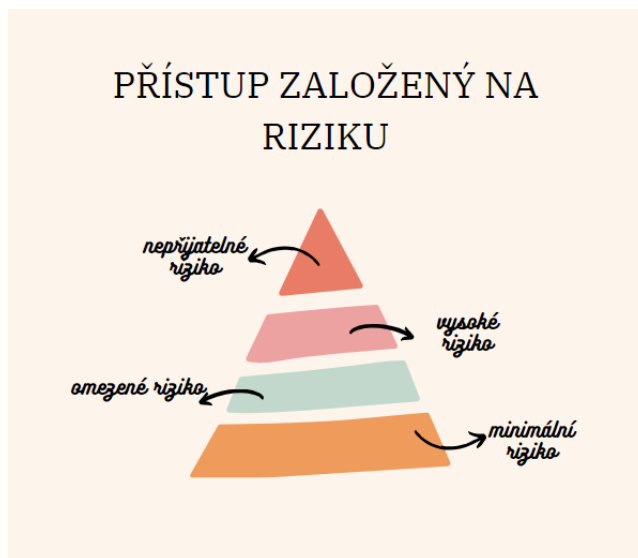 PŘÍSTUP ZALOŽENÝ NA
RIZIKU
nepřijatelné
riziko
vysoké
riziko
omezené riziko
minimální
riziko